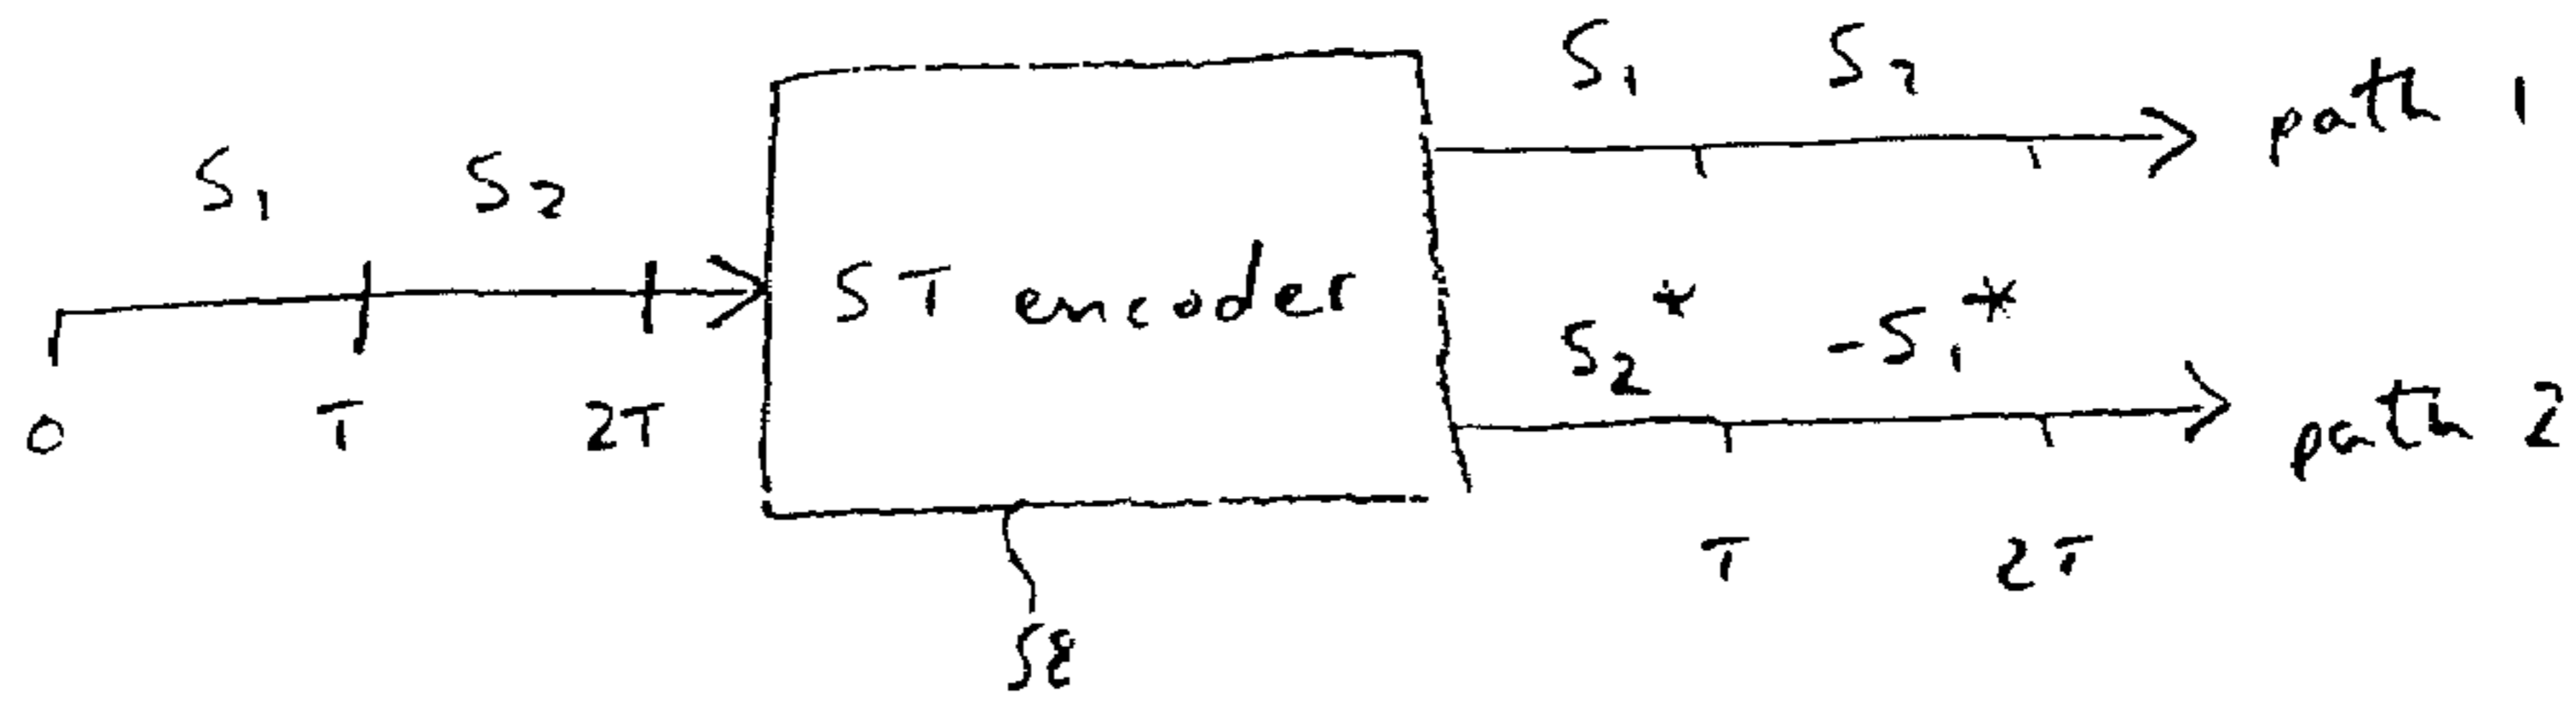 S₁ S₂
0 T 2T
ST encoder
S₁ S₂ path 1
S₂* -S₁* path 2
T 2T
58